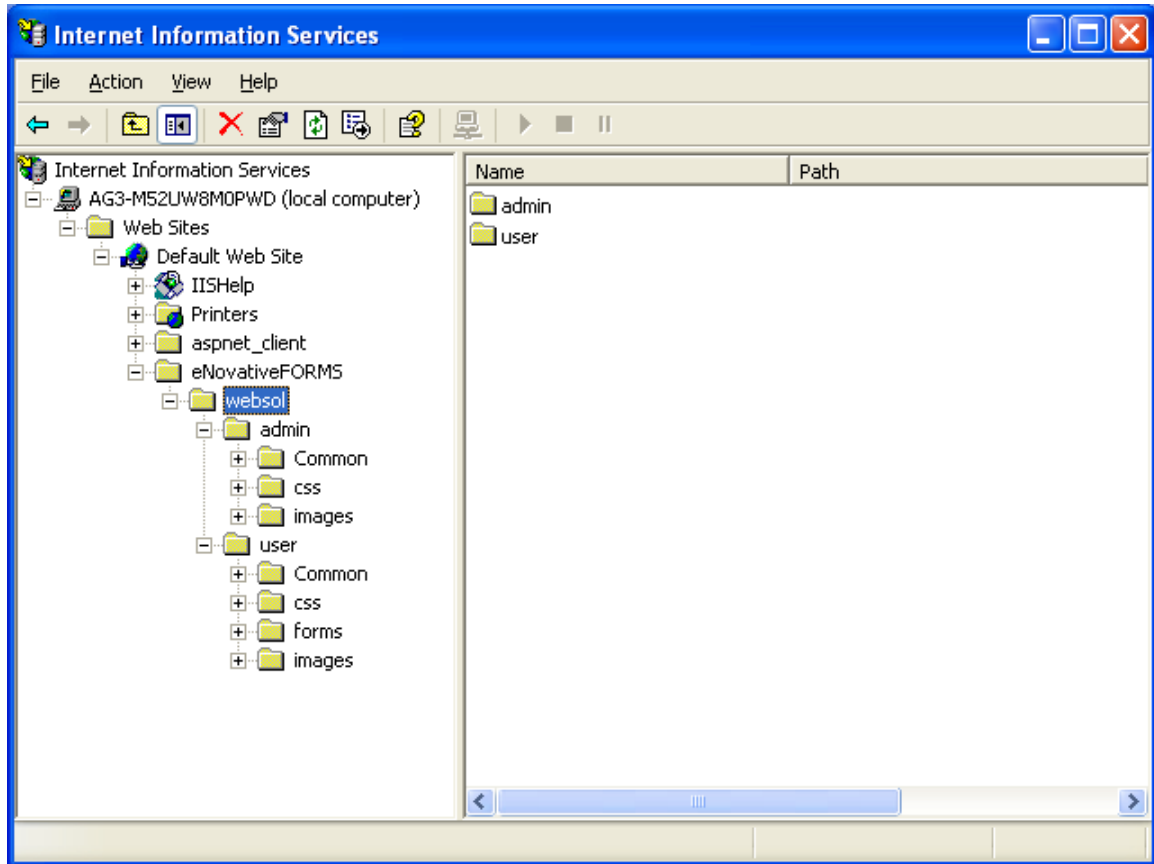 Internet Information Services
File Action View Help
Internet Information Services
AG3-M52UW8M0PWD (local computer)
Web Sites
Default Web Site
IISHelp
Printers
aspnet_client
eNovativeFORMS
websol
admin
Common
css
images
user
Common
css
forms
images
Name Path
admin
user